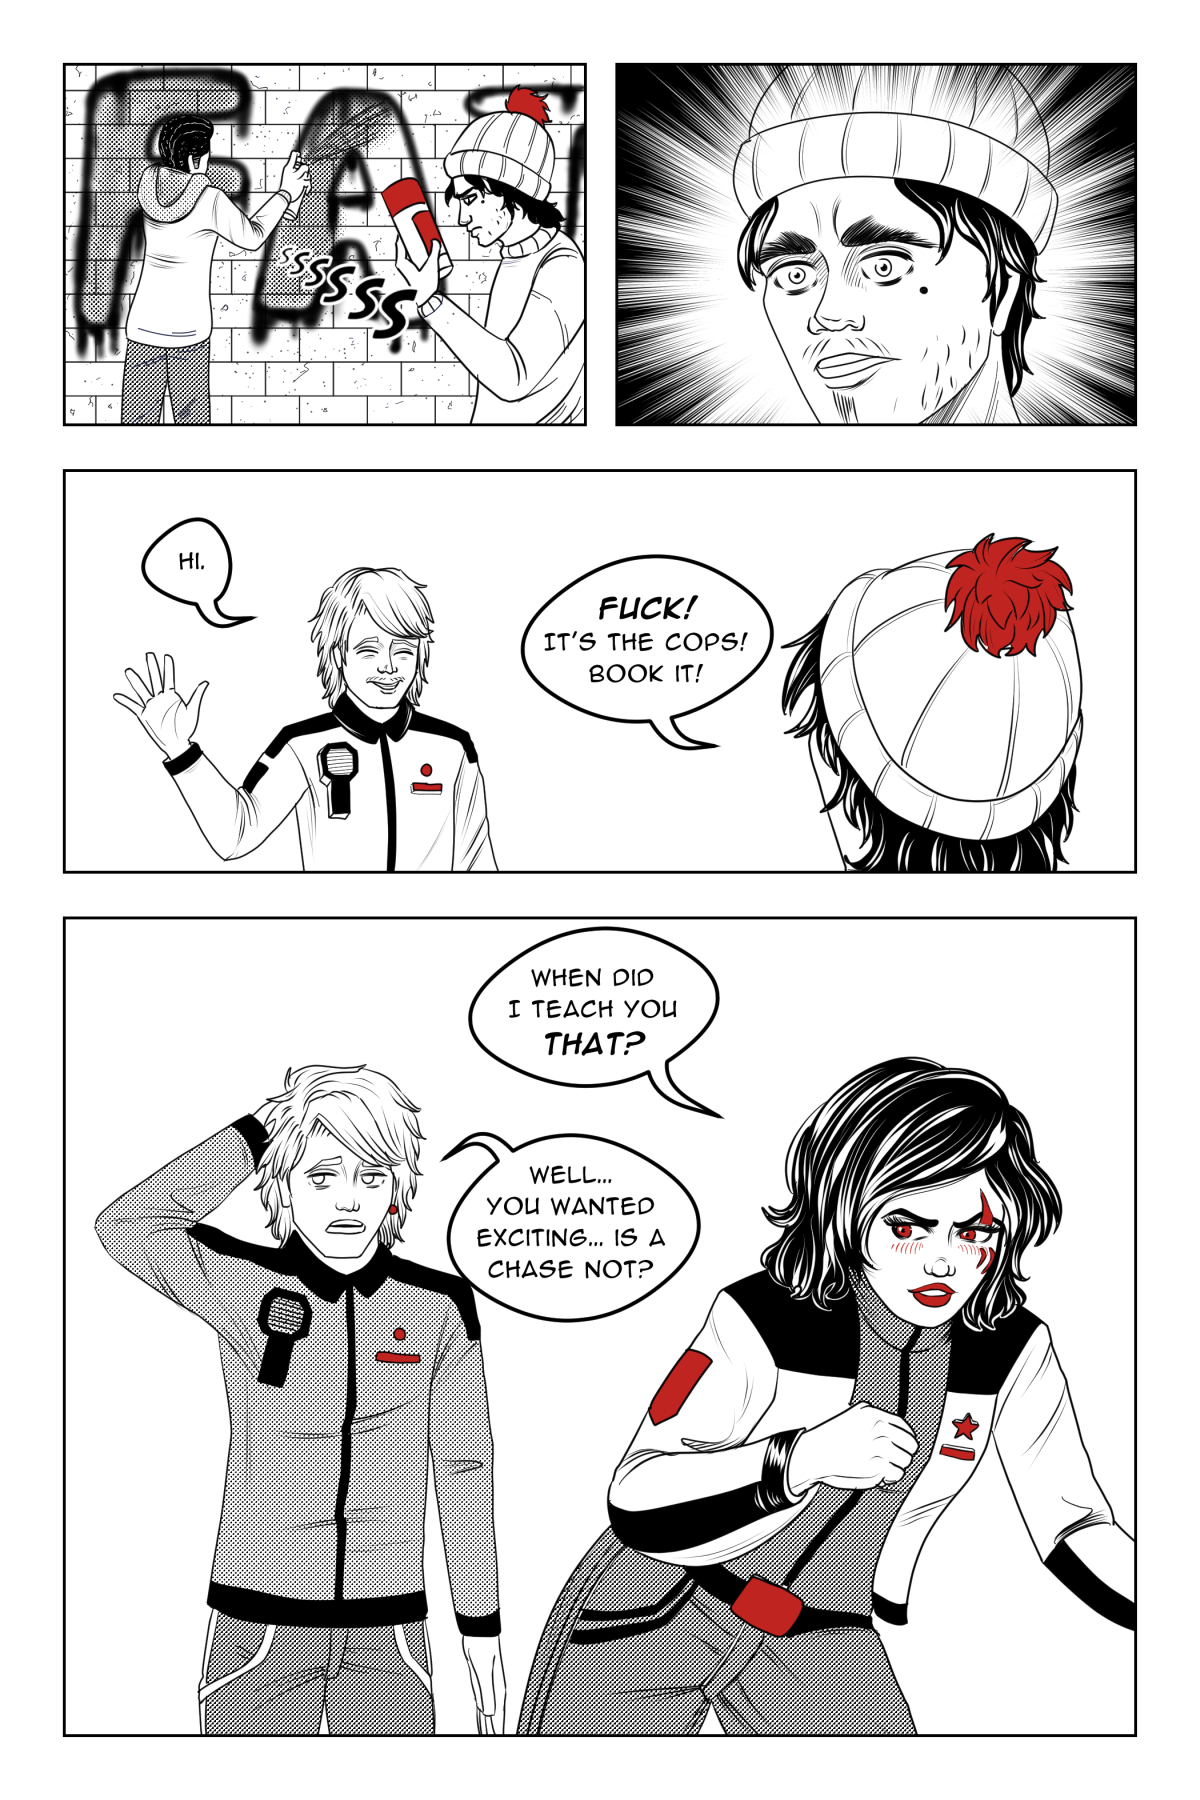 FAT
SSSSSS
HI.
FUCK!
IT'S THE COPS!
BOOK IT!
WHEN DID
I TEACH YOU
THAT?
WELL...
YOU WANTED
EXCITING... IS A
CHASE NOT?